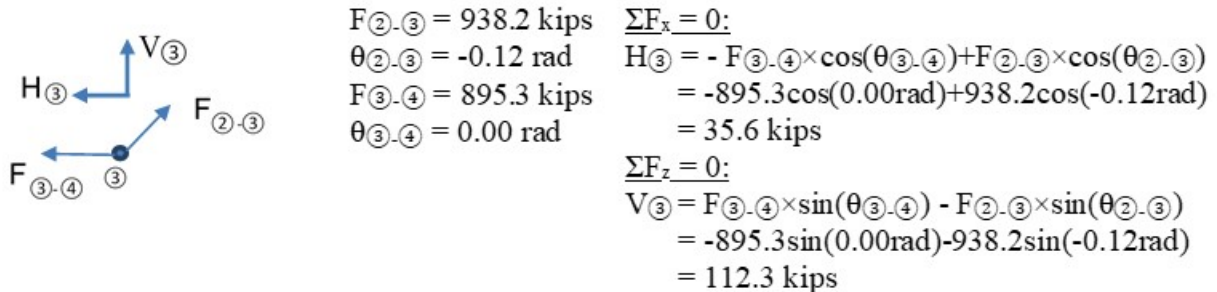 V③
H③
F②-③
F③-④
③
F②-③ = 938.2 kips
θ②-③ = -0.12 rad
F③-④ = 895.3 kips
θ③-④ = 0.00 rad
ΣFx = 0:
H③ = - F③-④×cos(θ③-④)+F②-③×cos(θ②-③)
= -895.3cos(0.00rad)+938.2cos(-0.12rad)
= 35.6 kips
ΣFz = 0:
V③ = F③-④×sin(θ③-④) - F②-③×sin(θ②-③)
= -895.3sin(0.00rad)-938.2sin(-0.12rad)
= 112.3 kips